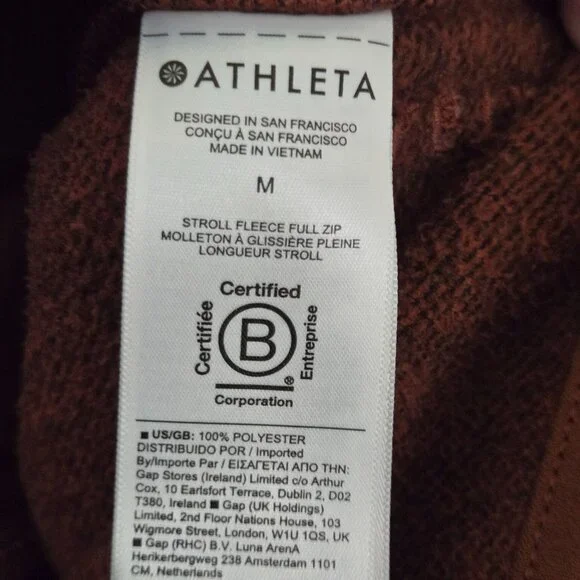 ATHLETA
DESIGNED IN SAN FRANCISCO
CONÇU À SAN FRANCISCO
MADE IN VIETNAM
M
STROLL FLEECE FULL ZIP
MOLLETON À GLISSIÈRE PLEINE
LONGUEUR STROLL
Certified
Certifiée
B
Entreprise
®
Corporation
■ US/GB: 100% POLYESTER
DISTRIBUIDO POR / Imported
By/Importe Par / ΕΙΣΑΓΕΤΑΙ ΑΠΟ ΤΗΝ:
Gap Stores (Ireland) Limited c/o Arthur
Cox, 10 Earlsfort Terrace, Dublin 2, D02
T380, Ireland ■ Gap (UK Holdings)
Limited, 2nd Floor Nations House, 103
Wigmore Street, London, W1U 1QS, UK
■ Gap (RHC) B.V. Luna ArenA
Herikerbergweg 238 Amsterdam 1101
CM, Netherlands